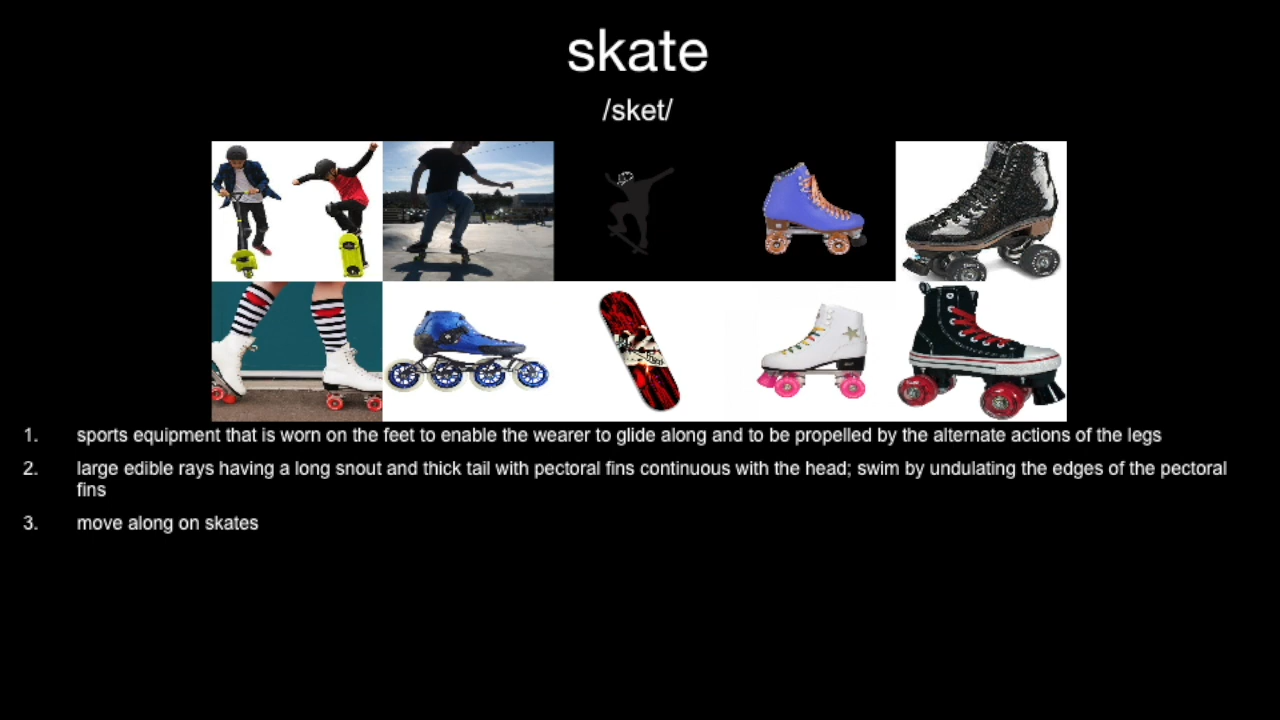 skate
/sket/
1. sports equipment that is worn on the feet to enable the wearer to glide along and to be propelled by the alternate actions of the legs
2. large edible rays having a long snout and thick tail with pectoral fins continuous with the head; swim by undulating the edges of the pectoral
fins
3. move along on skates